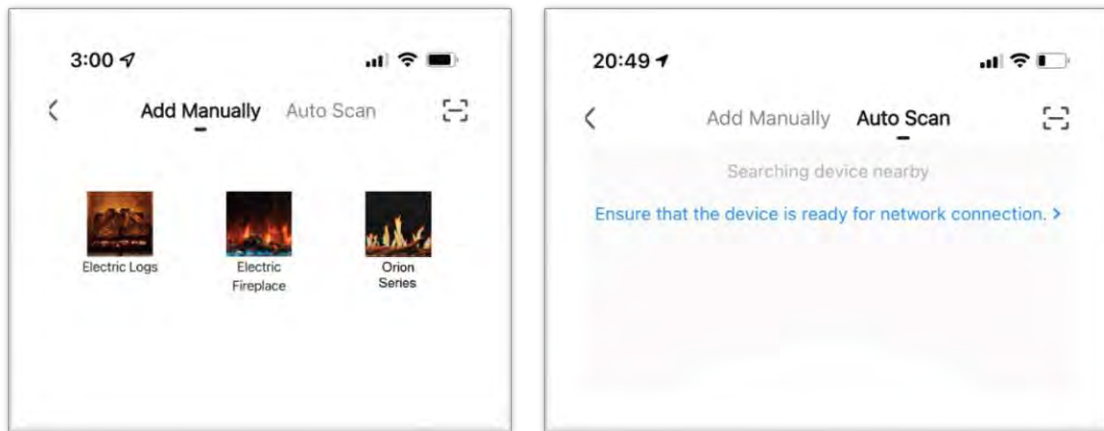 3:00
Add Manually Auto Scan
Electric Logs
Electric
Fireplace
Orion
Series
20:49
Add Manually Auto Scan
Searching device nearby
Ensure that the device is ready for network connection. >